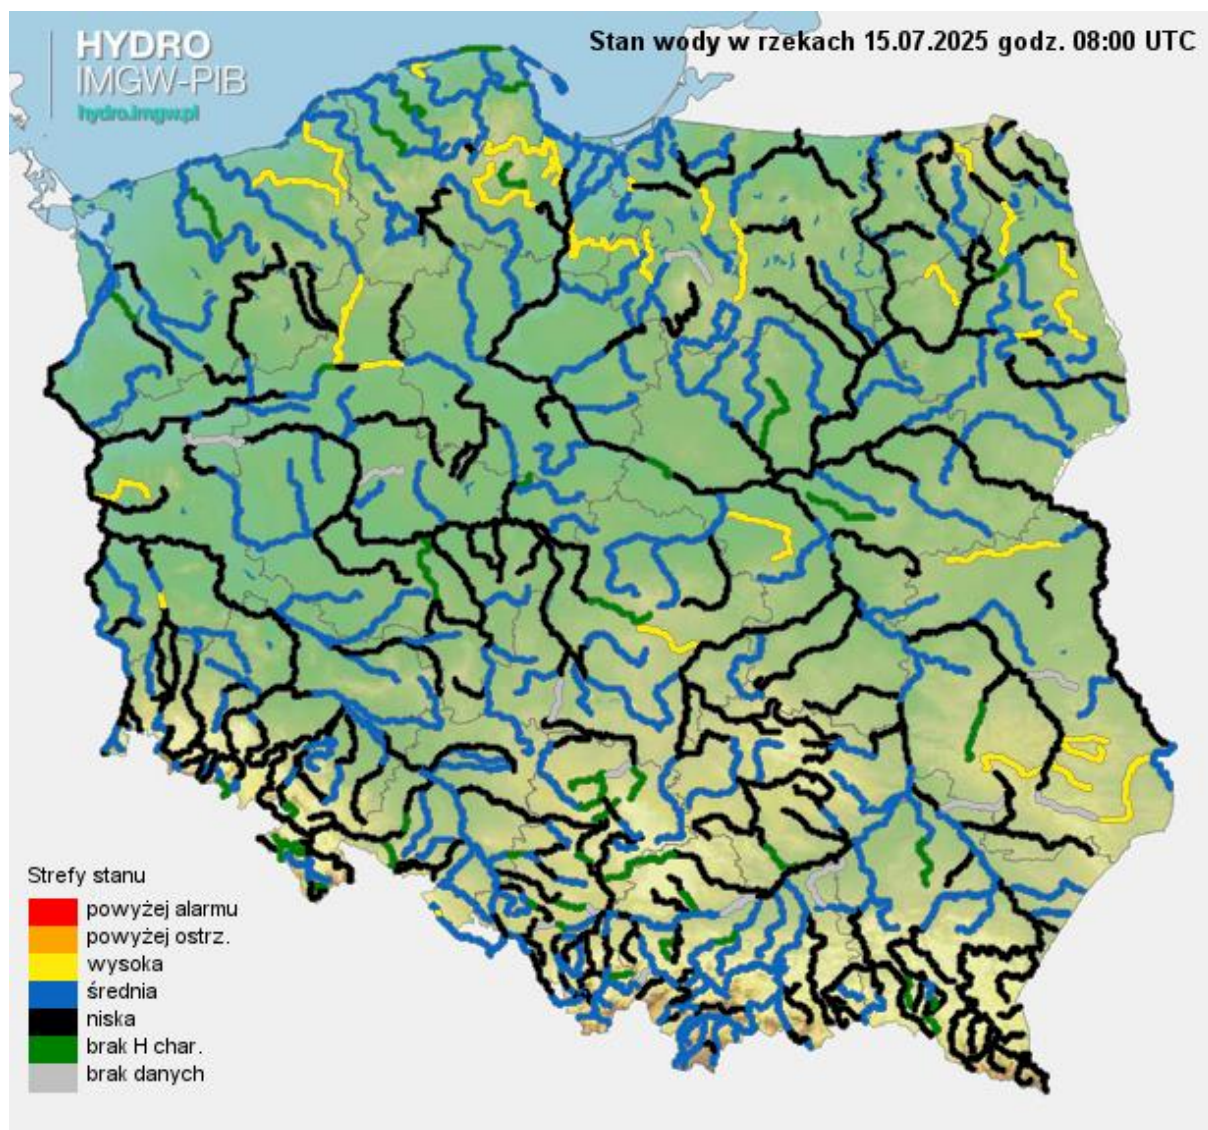 HYDRO
IMGW-PIB
hydro.imgw.pl
Stan wody w rzekach 15.07.2025 godz. 08:00 UTC
Strefy stanu
powyżej alarmu
powyżej ostrz.
wysoka
średnia
niska
brak H char.
brak danych